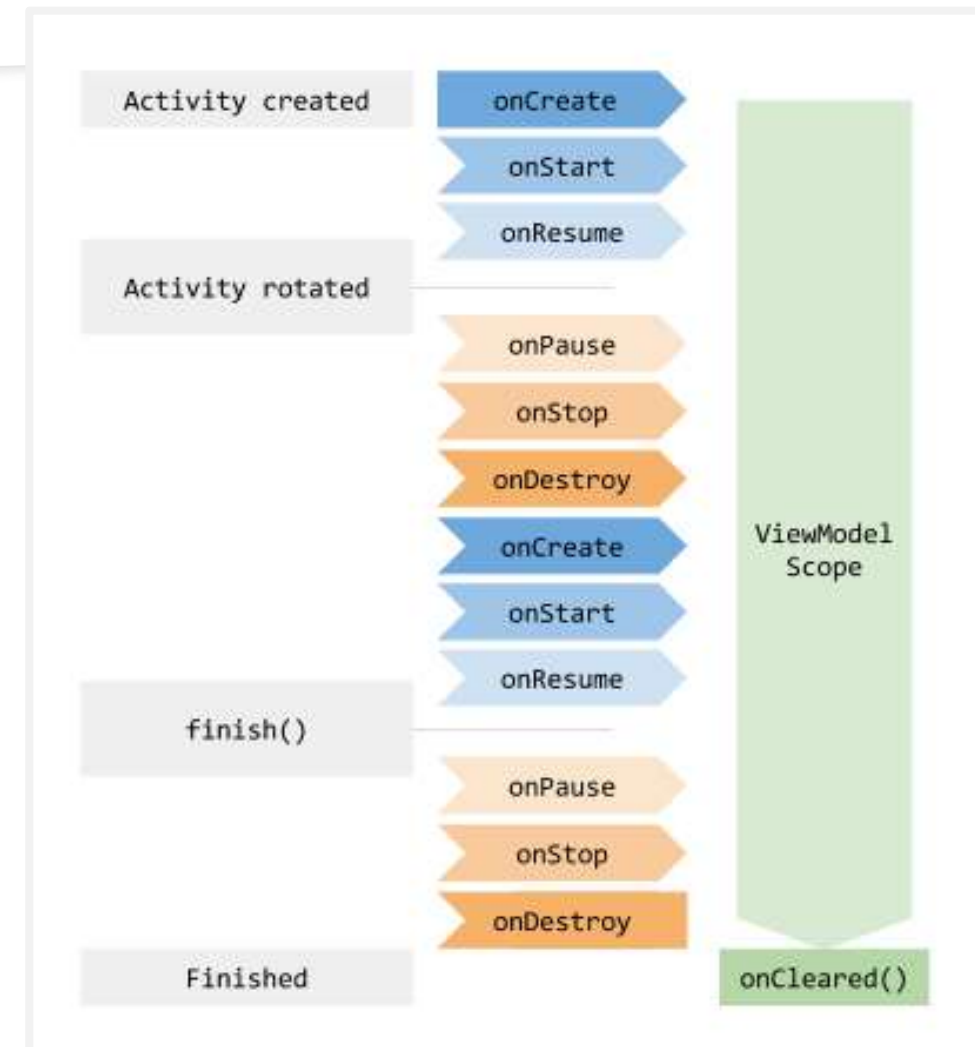 Activity created
onCreate
onStart
onResume
Activity rotated
onPause
onStop
onDestroy
onCreate
onStart
onResume
finish()
onPause
onStop
onDestroy
Finished
ViewModel
Scope
onCleared()